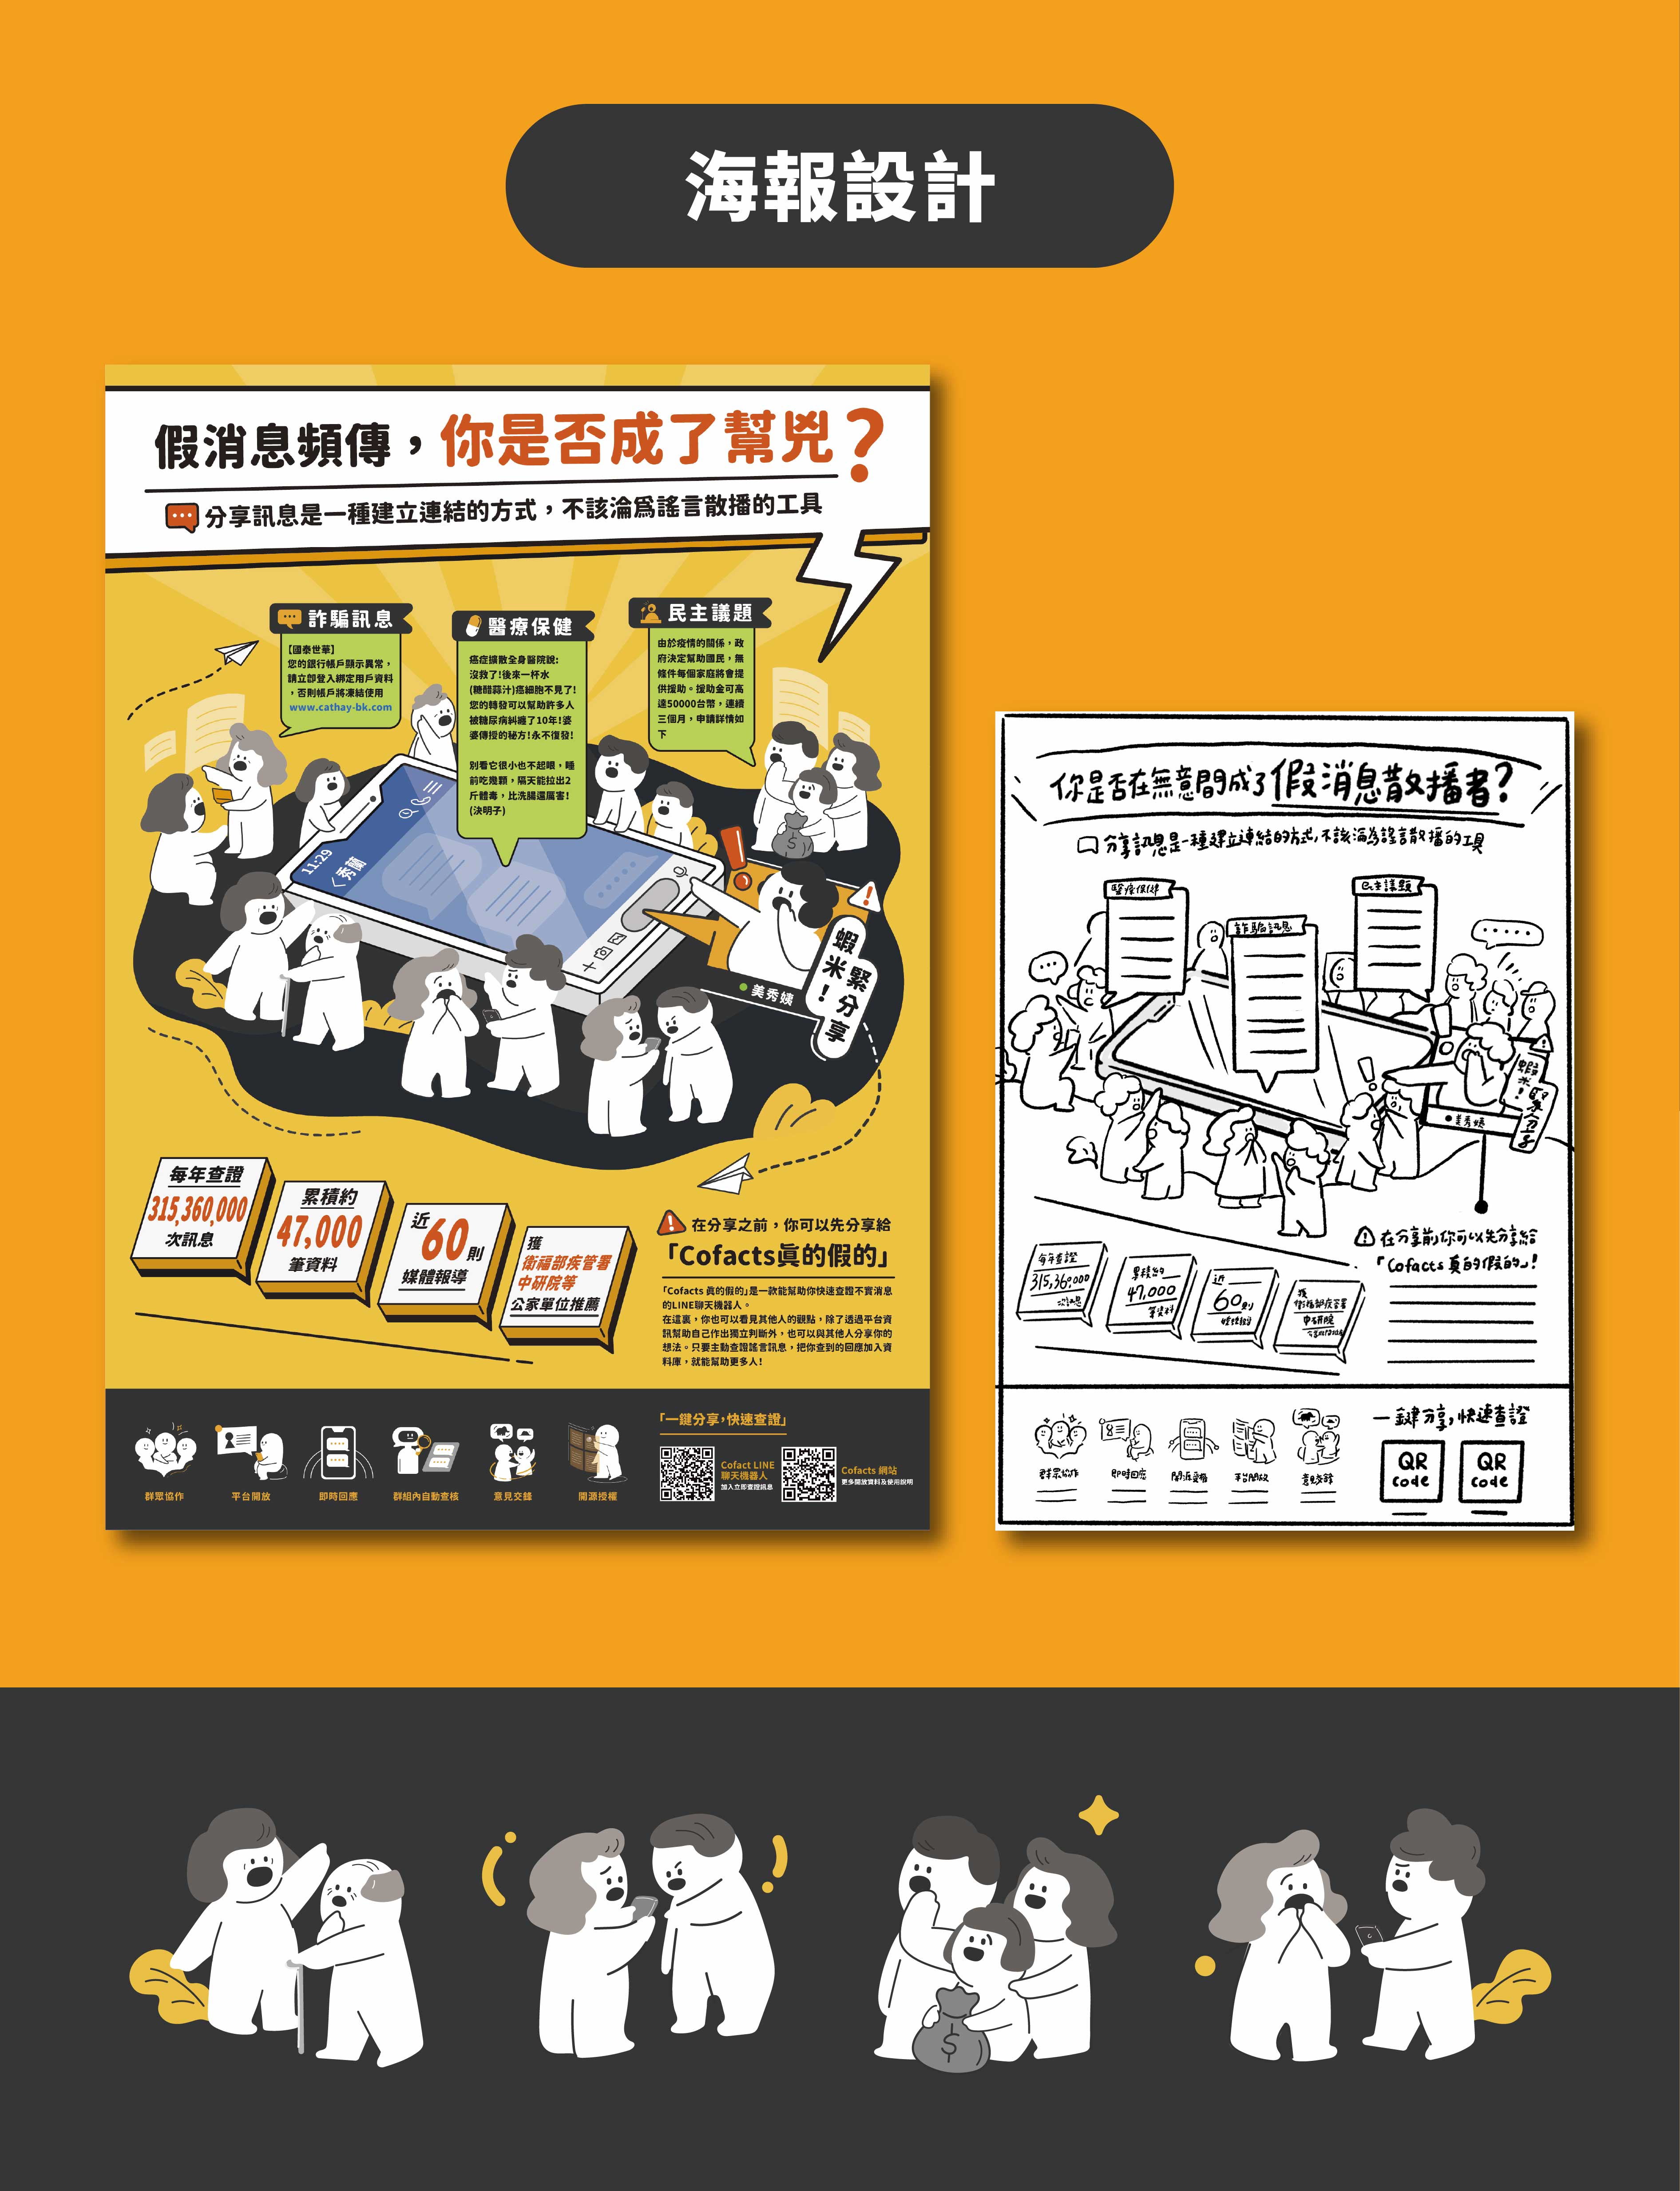 海報設計
假消息頻傳，你是否成了幫兇？
分享訊息是一種建立連結的方式，不該淪為謠言散播的工具
詐騙訊息
【國泰世華】
您的銀行帳戶顯示異常，
請立即登入綁定用戶資料
，否則帳戶將凍結使用
www.cathay-bk.com
醫療保健
癌症擴散全身醫院說:
沒救了!後來一杯水
(糖醋蒜汁)癌細胞不見了!
您的轉發可以幫助許多人
被糖尿病糾纏了10年!婆
婆傳授的秘方!永不復發!
別看它很小也不起眼，睡
前吃幾顆，隔天能拉出2
斤體毒，比洗腸還厲害!
(決明子)
民主議題
由於疫情的關係，政
府決定幫助國民，無
條件每個家庭將會提
供援助。援助金可高
達50000台幣，連續
三個月，申請詳情如
下
11:29
秀蘭
美秀姨
蝦米！
緊分享
每年查證
315,360,000
次訊息
累積約
47,000
筆資料
近
60則
媒體報導
獲
衛福部疾管署
中研院等
公家單位推薦
在分享之前，你可以先分享給
「Cofacts真的假的」
「Cofacts 真的假的」是一款能幫助你快速查證不實消息
的LINE聊天機器人。
在這裏，你也可以看見其他人的觀點，除了透過平台資
訊幫助自己作出獨立判斷外，也可以與其他人分享你的
想法。只要主動查證謠言訊息，把你查到的回應加入資
料庫，就能幫助更多人!
群眾協作
平台開放
即時回應
群組內自動查核
意見交鋒
開源授權
「一鍵分享，快速查證」
Cofact LINE
聊天機器人
加入立即查證訊息
Cofacts 網站
更多開放資料及使用說明
你是否在無意間成了假消息散播者?
分享訊息是一種建立連結的方式，不該淪為謠言散播的工具
醫療保健
詐騙訊息
民主議題
美秀姨
蝦米！
緊分享
每年查證
315,360,000
次訊息
累積約
47,000
筆資料
近
60則
媒體報導
獲
衛福部疾管署
中研院
在分享前，你可以先分享給
「Cofacts 真的假的」!
群眾協作
即時回應
開源授權
平台開放
意見交鋒
一鍵分享，快速查證
QR
code
QR
code
$